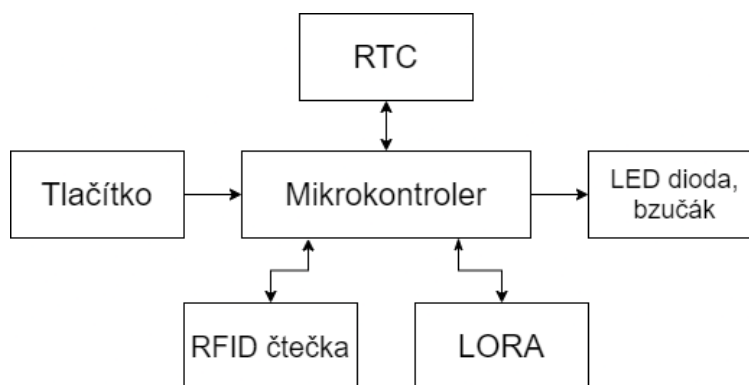 RTC
Tlačítko
Mikrokontroler
LED dioda,
bzučák
RFID čtečka
LORA